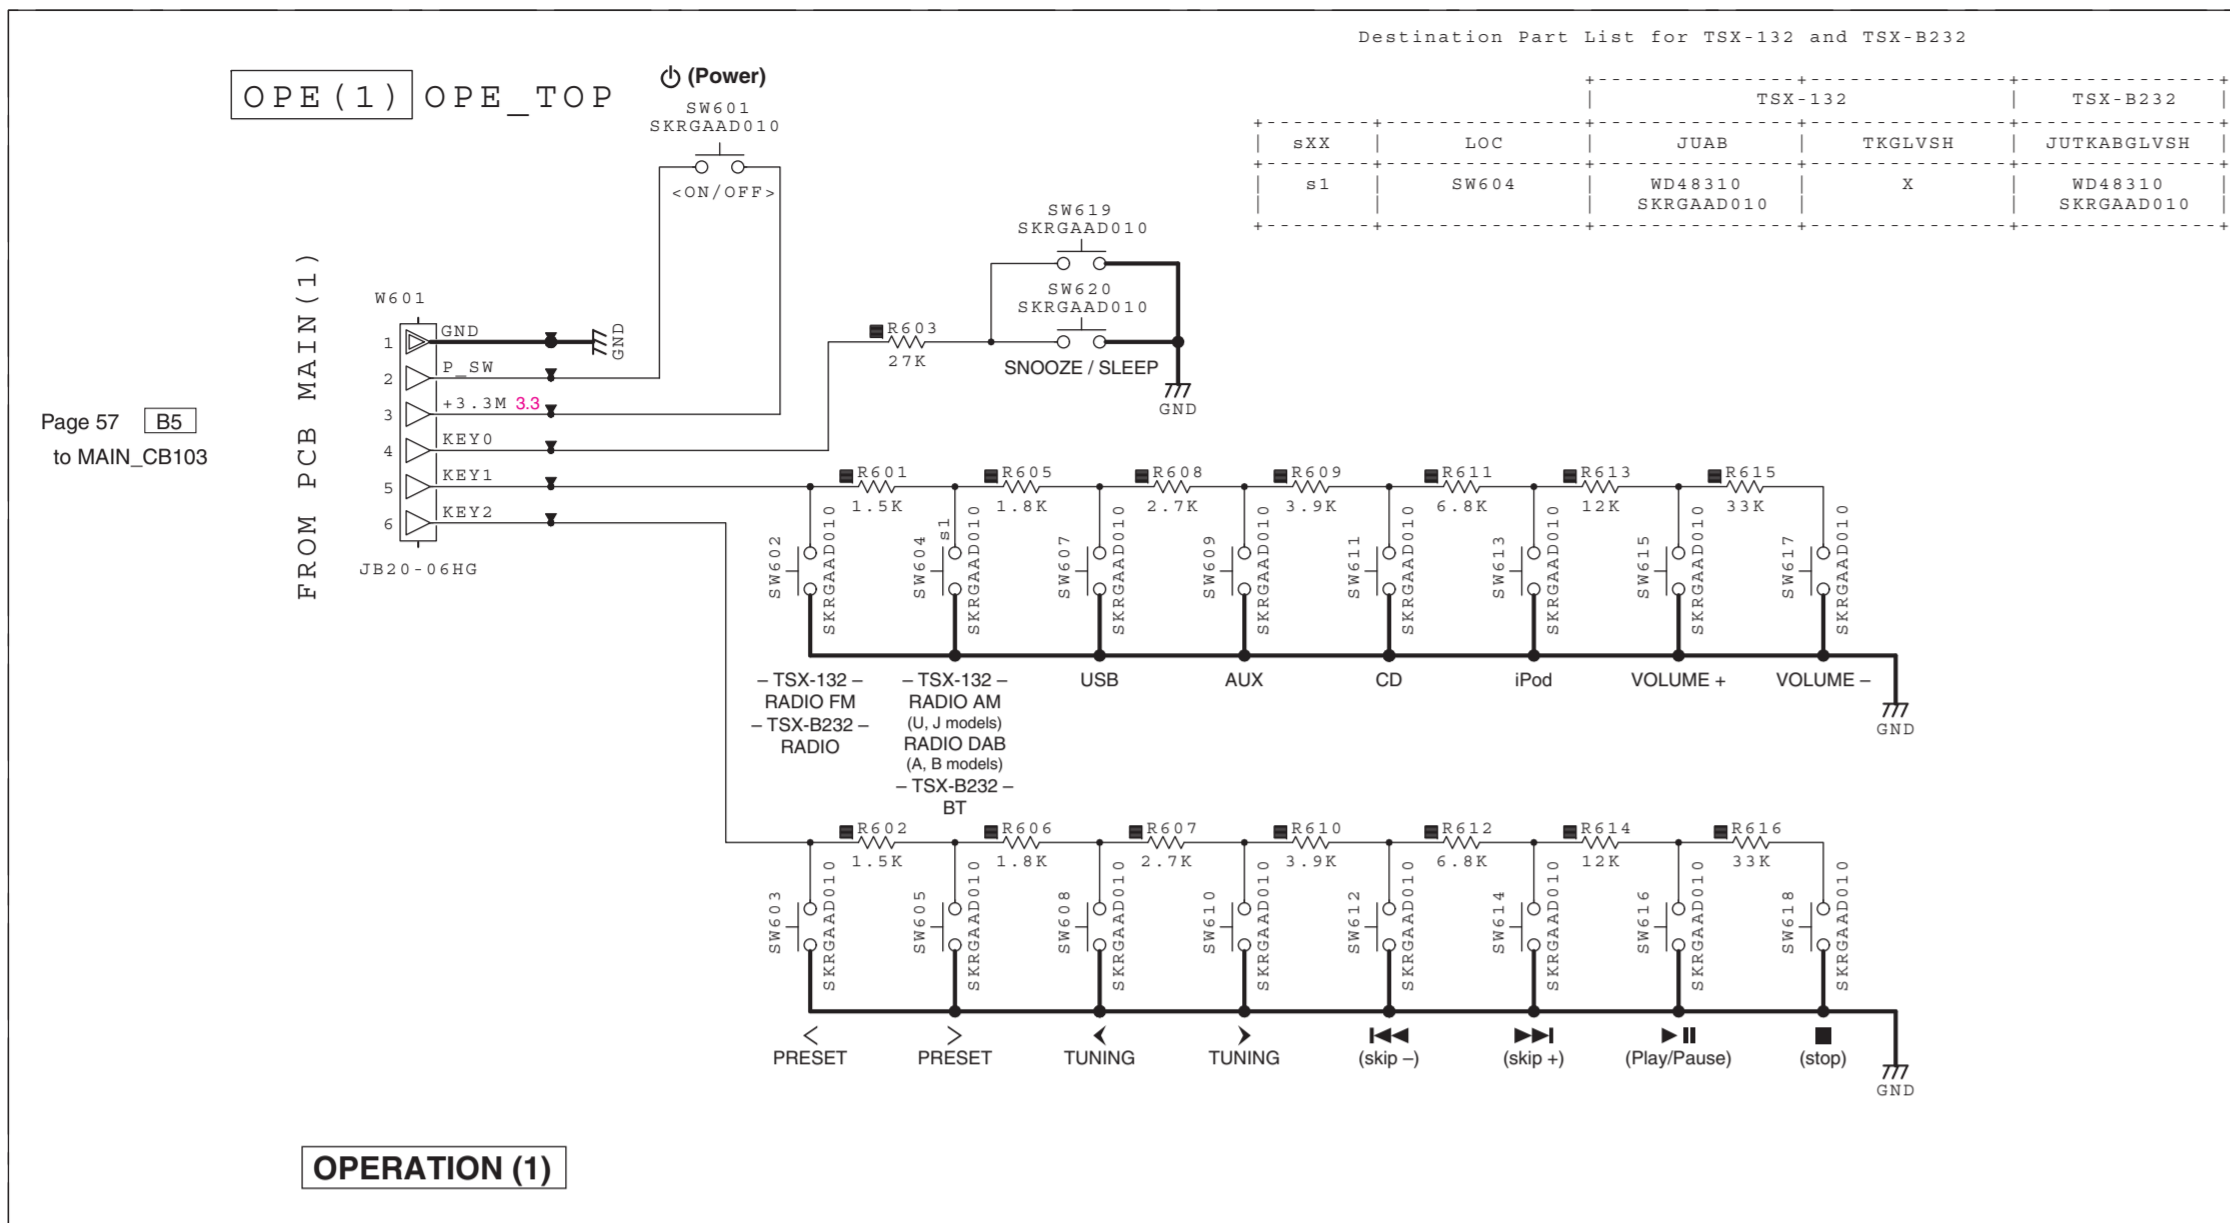 Destination Part List for TSX-132 and TSX-B232
TSX-132 TSX-B232
sXX LOC JUAB TKGLVSH JUTKABGLVSH
s1 SW604 WD48310 X WD48310
SKRGAAD010 SKRGAAD010
OPE(1) OPE_TOP
(Power)
SW601
SKRGAAD010
<ON/OFF>
SW619
SKRGAAD010
SW620
SKRGAAD010
SNOOZE / SLEEP
GND
R603
27K
FROM PCB MAIN(1)
Page 57 B5
to MAIN_CB103
W601
1 GND
GND
2 P_SW
3 +3.3M 3.3
4 KEY0
5 KEY1
6 KEY2
JB20-06HG
R601 R605 R608 R609 R611 R613 R615
1.5K 1.8K 2.7K 3.9K 6.8K 12K 33K
SW602 SKRGAAD010
SW604 s1 SKRGAAD010
SW607 SKRGAAD010
SW609 SKRGAAD010
SW611 SKRGAAD010
SW613 SKRGAAD010
SW615 SKRGAAD010
SW617 SKRGAAD010
– TSX-132 –
RADIO FM
– TSX-B232 –
RADIO
– TSX-132 –
RADIO AM
(U, J models)
RADIO DAB
(A, B models)
– TSX-B232 –
BT
USB
AUX
CD
iPod
VOLUME +
VOLUME –
GND
R602 R606 R607 R610 R612 R614 R616
1.5K 1.8K 2.7K 3.9K 6.8K 12K 33K
SW603 SKRGAAD010
SW605 SKRGAAD010
SW608 SKRGAAD010
SW610 SKRGAAD010
SW612 SKRGAAD010
SW614 SKRGAAD010
SW616 SKRGAAD010
SW618 SKRGAAD010
<
PRESET
>
PRESET
TUNING
TUNING
(skip –)
(skip +)
(Play/Pause)
(stop)
GND
OPERATION (1)